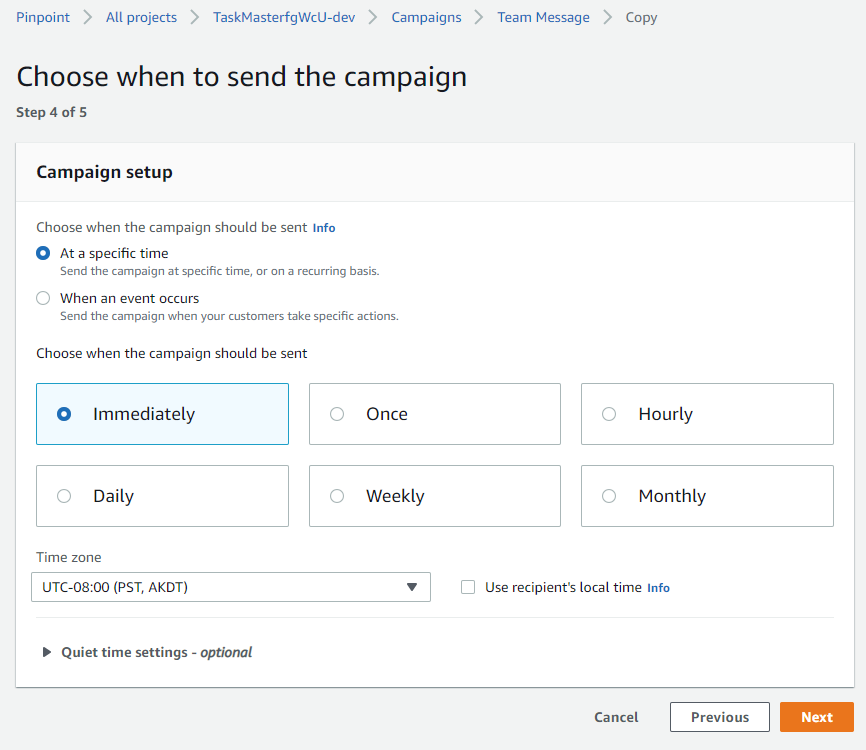 Pinpoint > All projects > TaskMasterfgWcU-dev > Campaigns > Team Message > Copy
Choose when to send the campaign
Step 4 of 5
Campaign setup
Choose when the campaign should be sent Info
At a specific time
Send the campaign at specific time, or on a recurring basis.
When an event occurs
Send the campaign when your customers take specific actions.
Choose when the campaign should be sent
Immediately Once Hourly
Daily Weekly Monthly
Time zone
UTC-08:00 (PST, AKDT) Use recipient's local time Info
Quiet time settings - optional
Cancel Previous Next